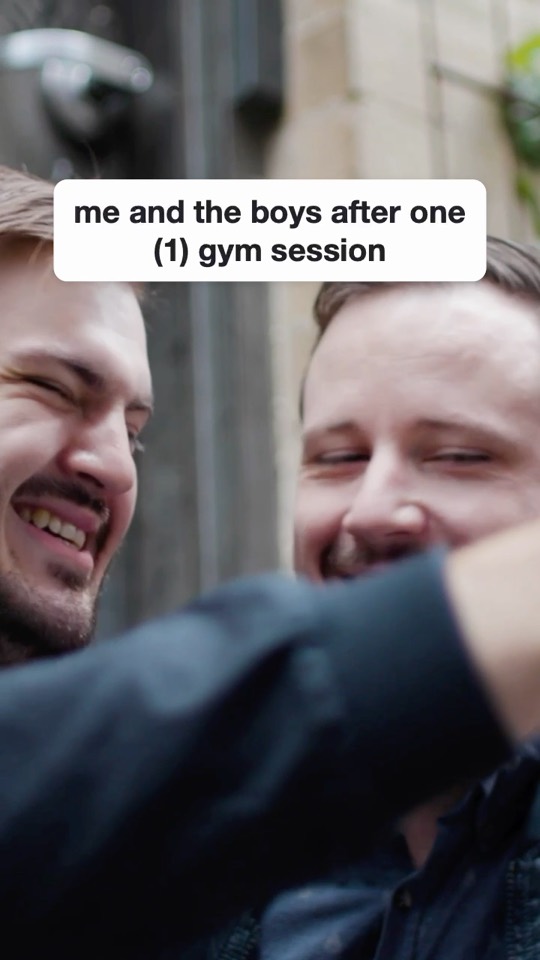 me and the boys after one
(1) gym session